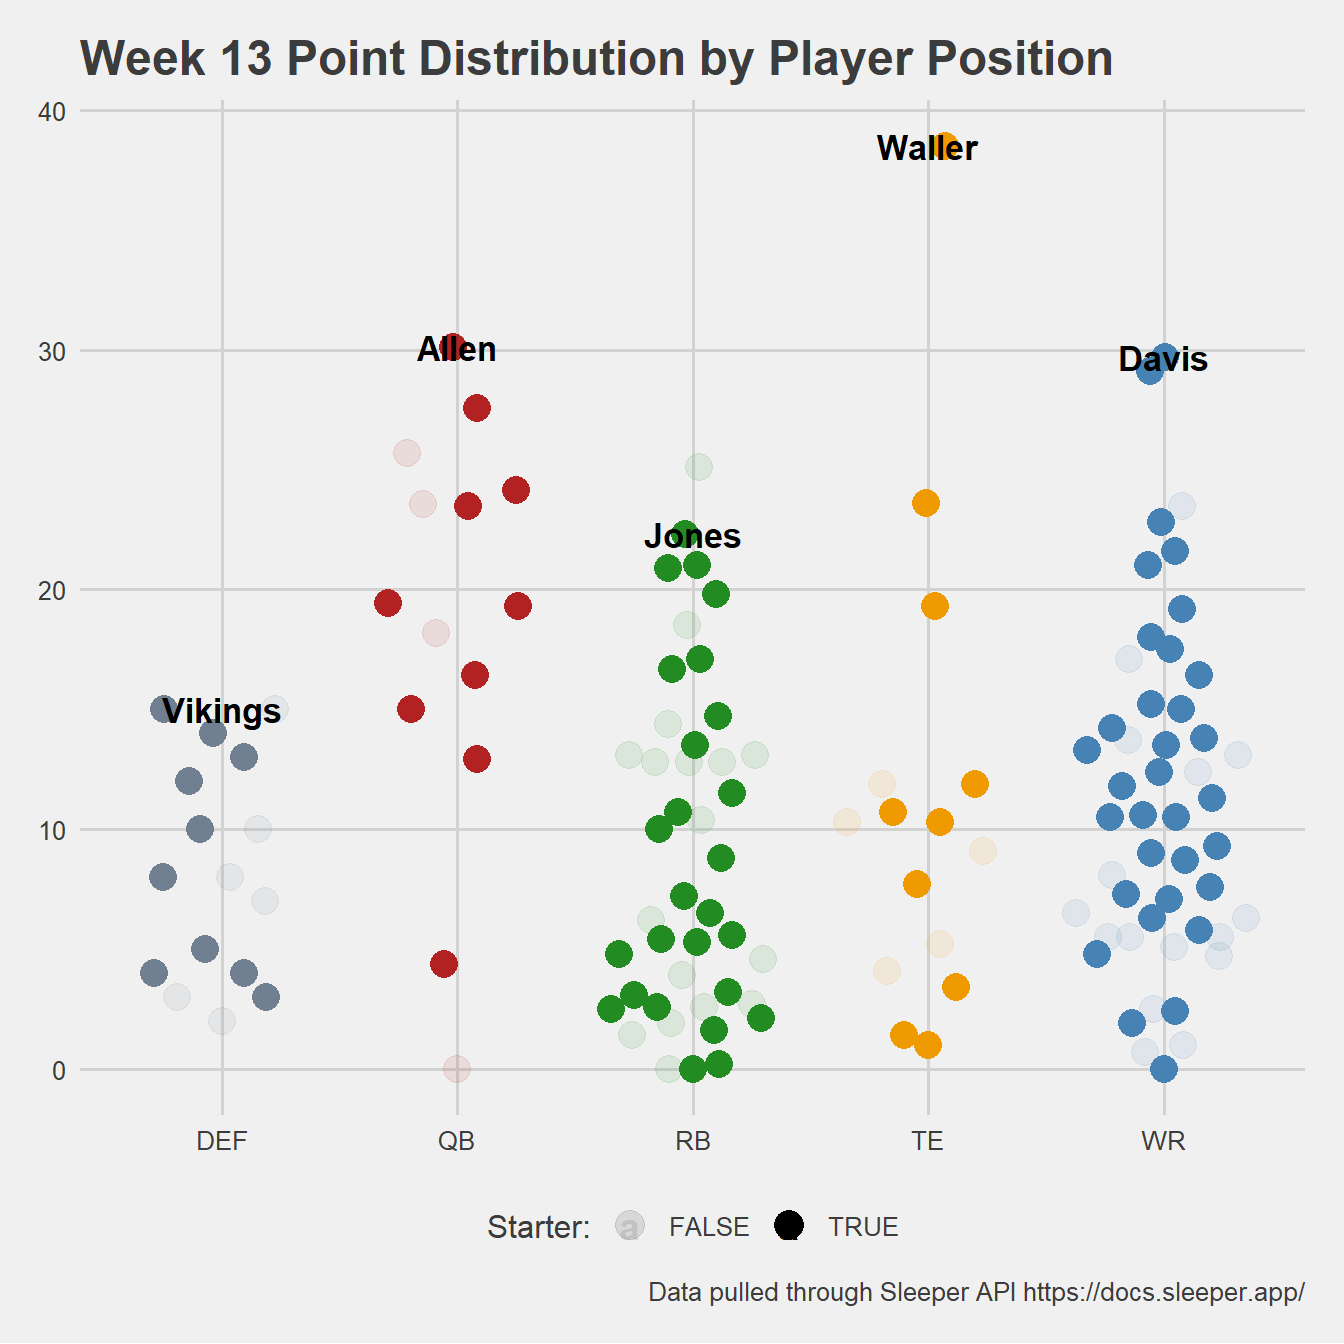 Week 13 Point Distribution by Player Position
40
30
20
10
0
Waller
Allen
Davis
Jones
Vikings
DEF QB RB TE WR
Starter: a FALSE TRUE
Data pulled through Sleeper API https://docs.sleeper.app/